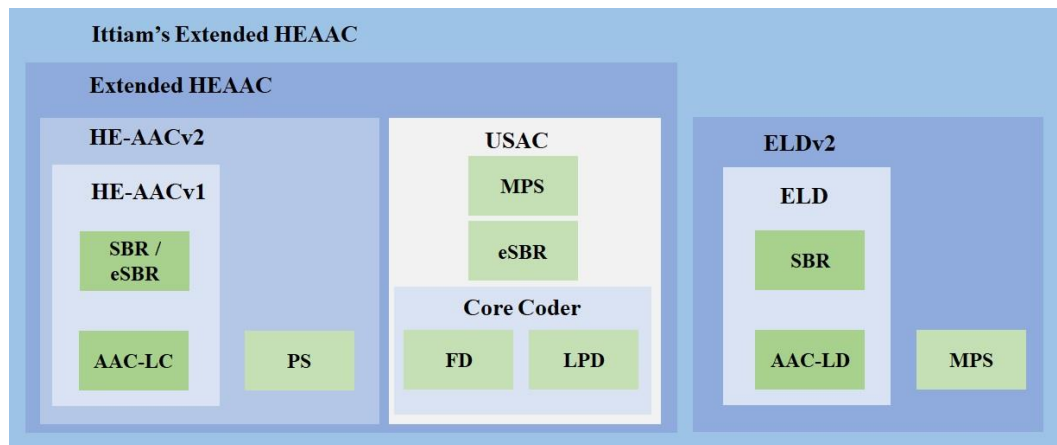 Ittiam's Extended HEAAC
Extended HEAAC
HE-AACv2
HE-AACv1
SBR /
eSBR
AAC-LC
PS
USAC
MPS
eSBR
Core Coder
FD
LPD
ELDv2
ELD
SBR
AAC-LD
MPS